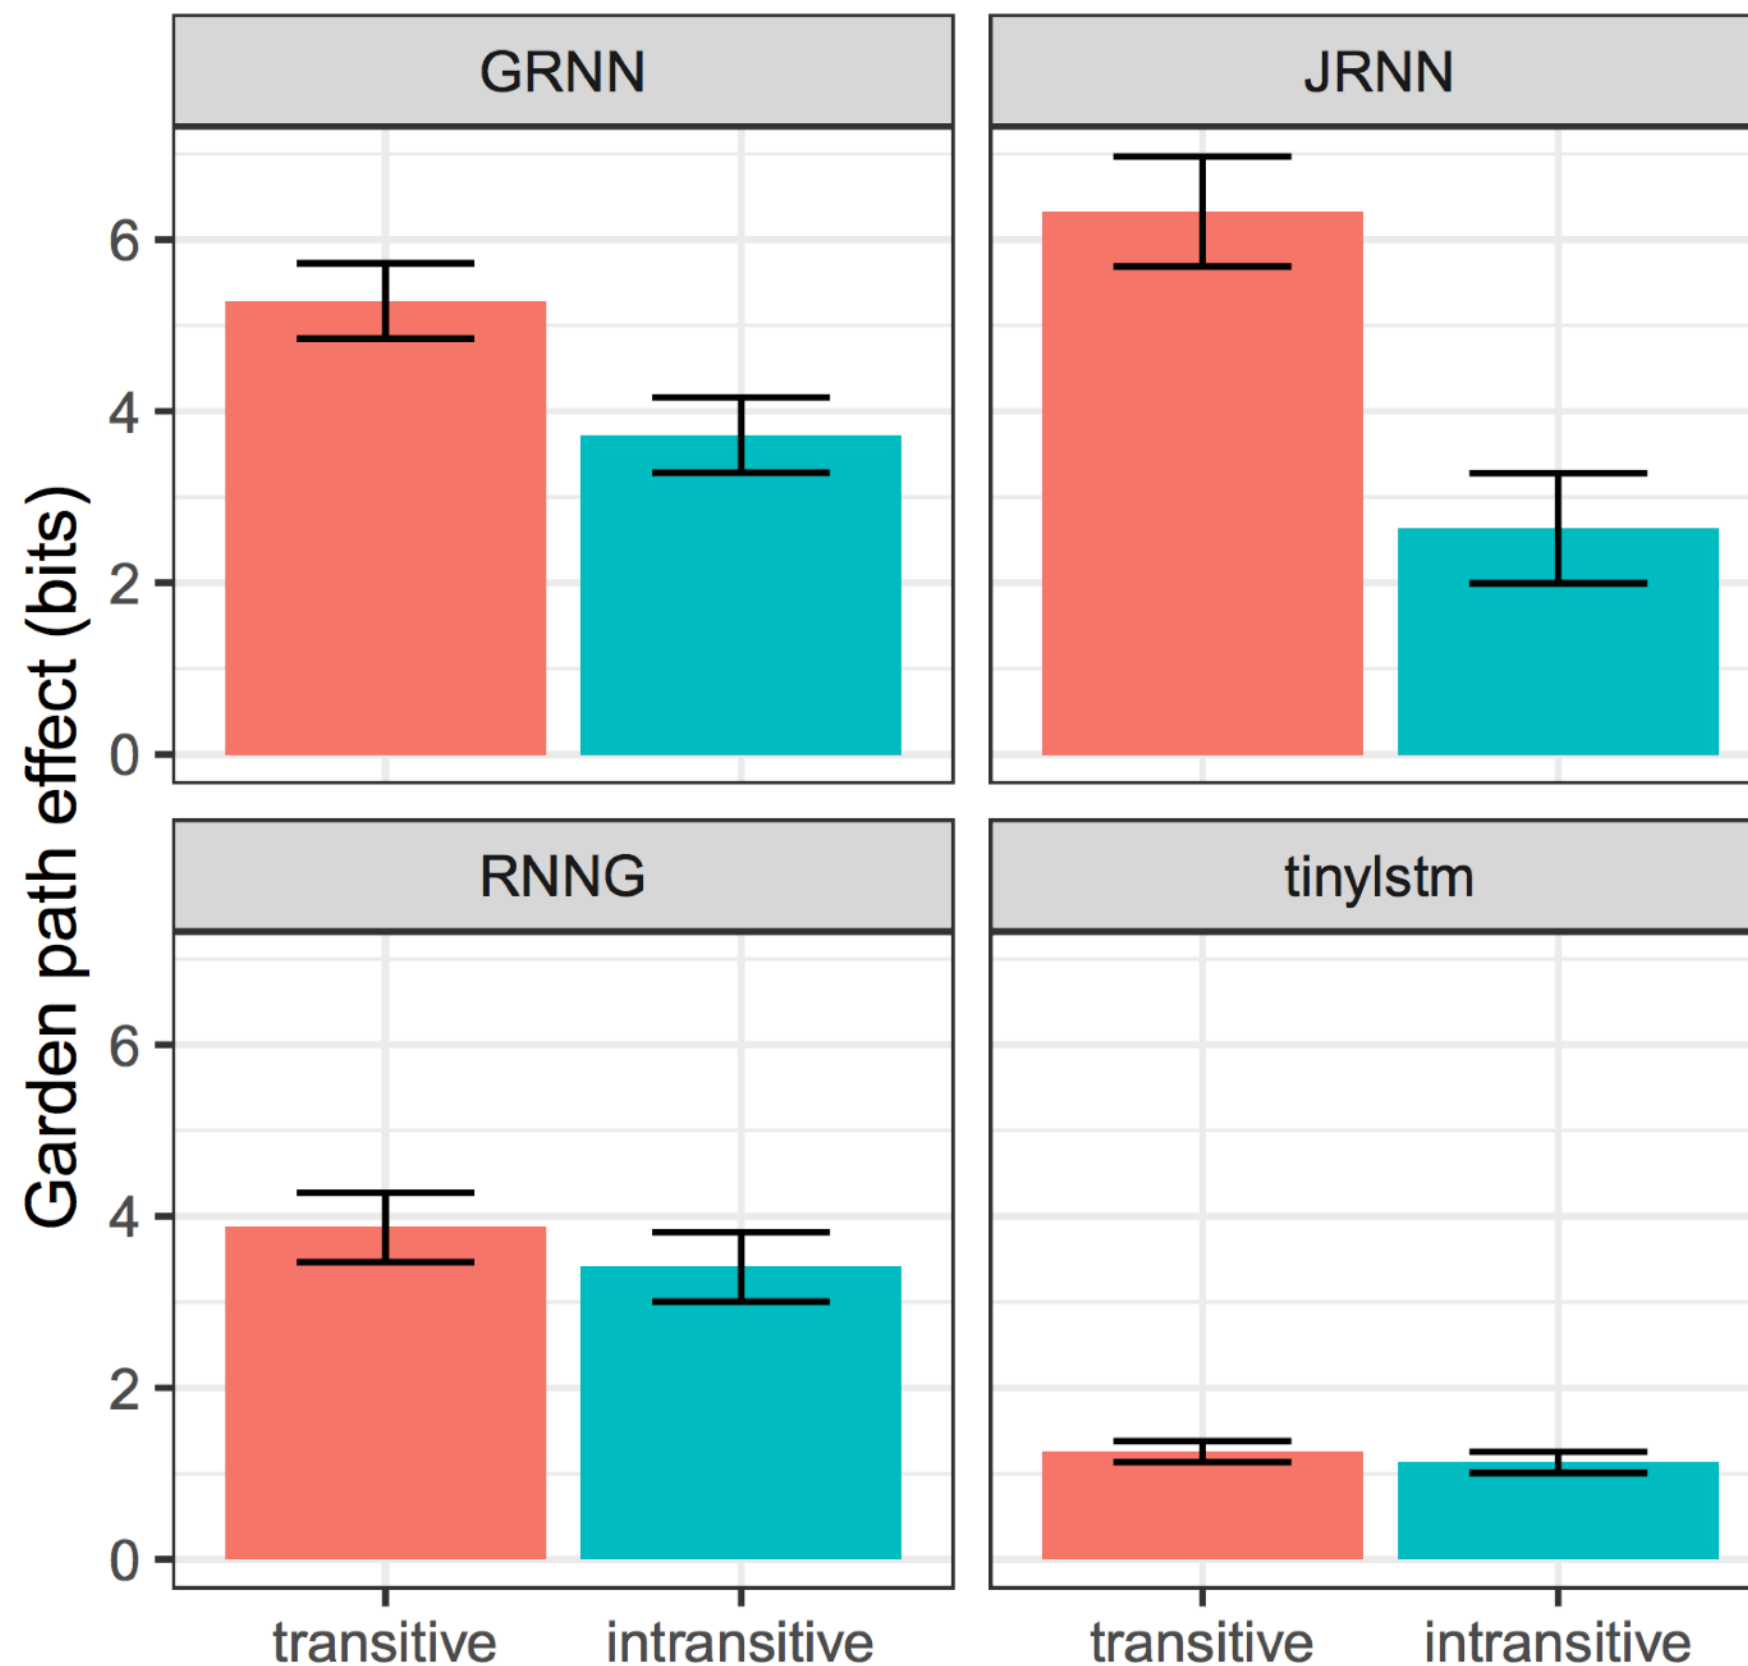 GRNN
JRNN
6
4
2
0
Garden path effect (bits)
RNNG
tinylstm
6
4
2
0
transitive
intransitive
transitive
intransitive